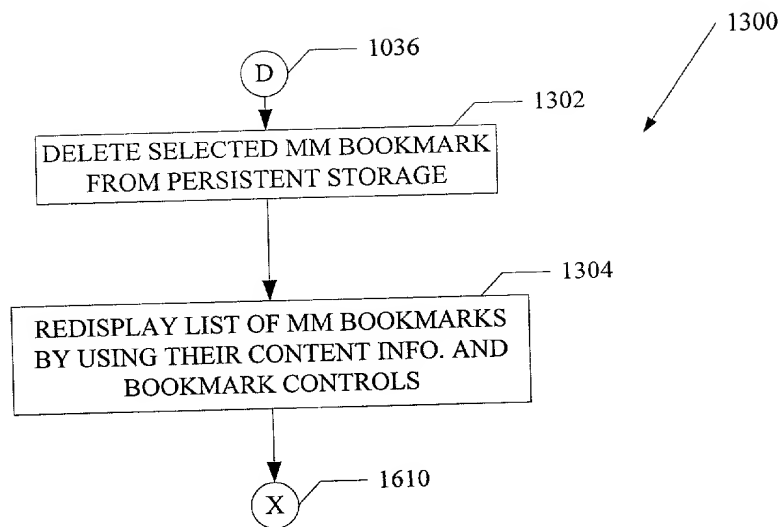 1300
D
1036
1302
DELETE SELECTED MM BOOKMARK
FROM PERSISTENT STORAGE
1304
REDISPLAY LIST OF MM BOOKMARKS
BY USING THEIR CONTENT INFO. AND
BOOKMARK CONTROLS
X
1610